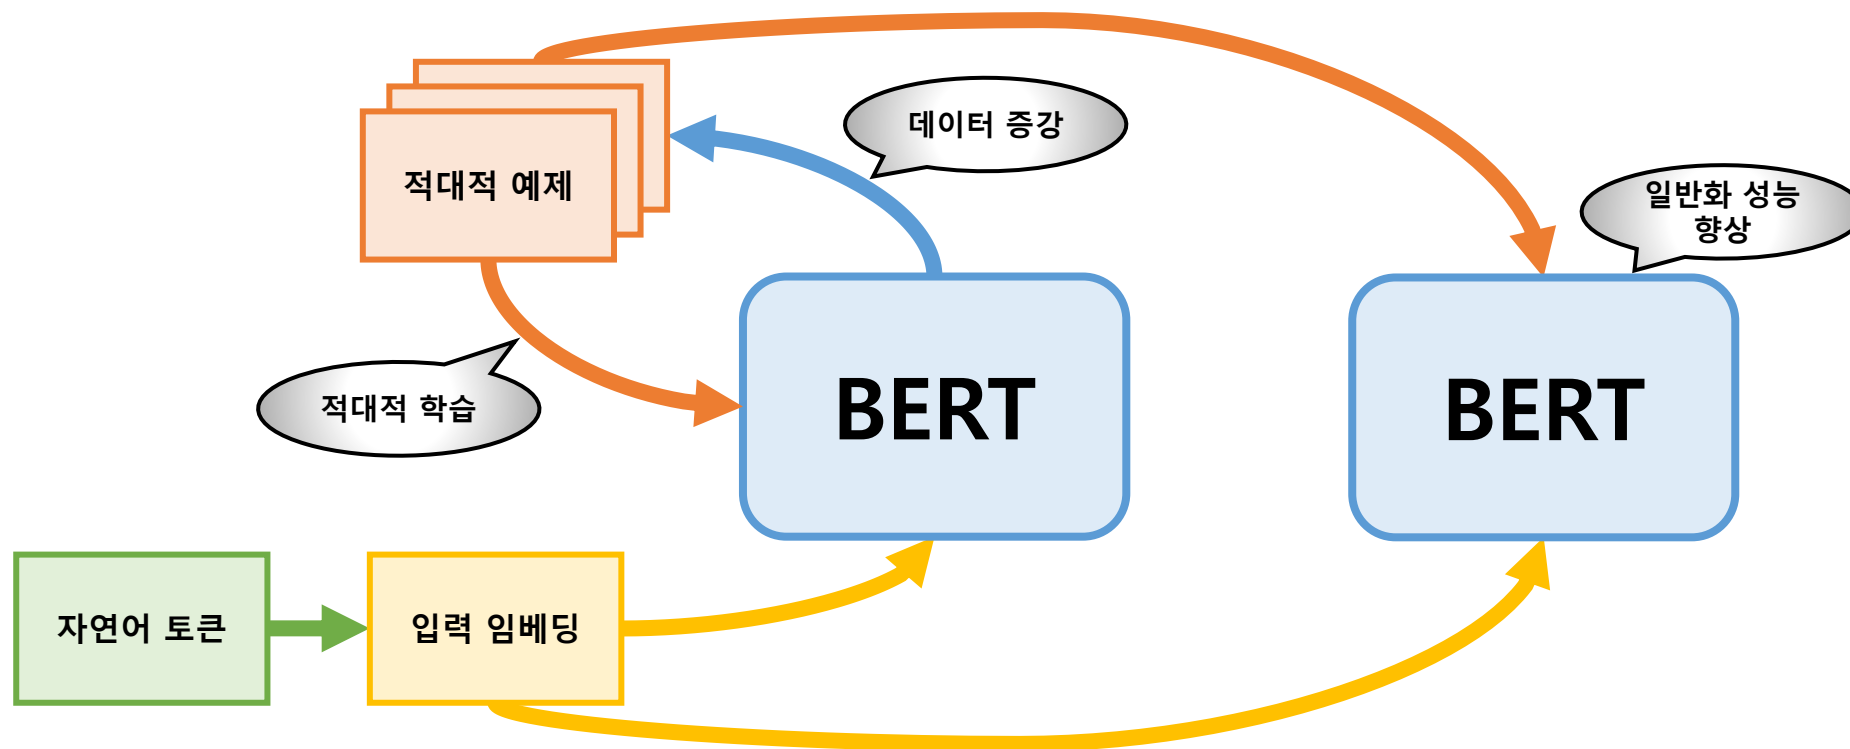 데이터 증강
적대적 예제
일반화 성능
향상
적대적 학습
BERT
BERT
자연어 토큰
입력 임베딩